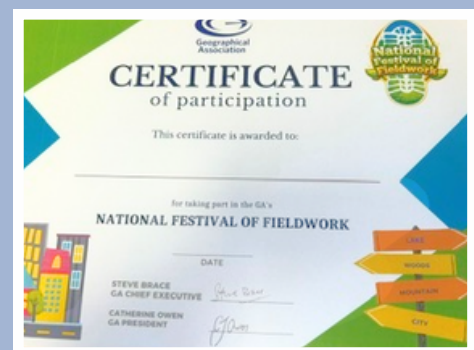 Geographical
Association
National
Festival of
Fieldwork
CERTIFICATE
of participation
This certificate is awarded to:
for taking part in the GA's
NATIONAL FESTIVAL OF FIELDWORK
DATE
STEVE BRACE
GA CHIEF EXECUTIVE
Steve Brace
CATHERINE OWEN
GA PRESIDENT
LAKE
WOODS
MOUNTAIN
CITY